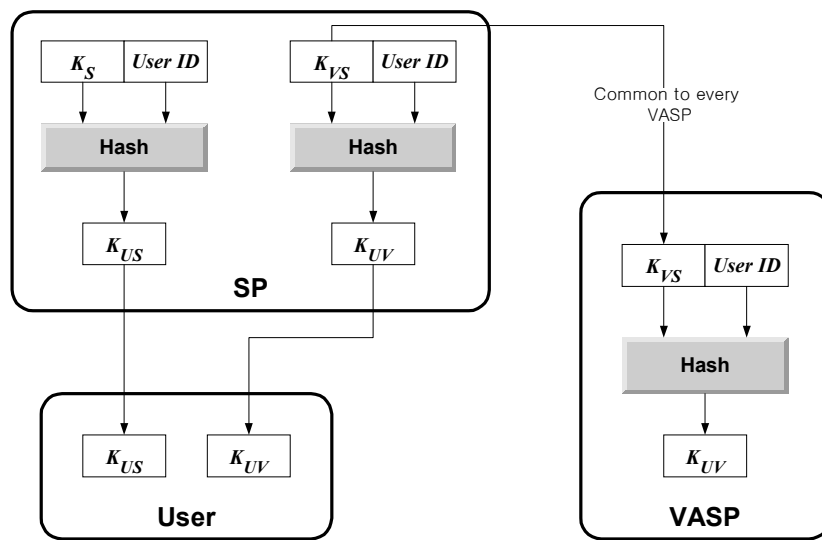 K_S User ID
K_VS User ID
Hash
Hash
K_US
K_UV
SP
Common to every
VASP
K_VS User ID
Hash
K_UV
VASP
K_US
K_UV
User